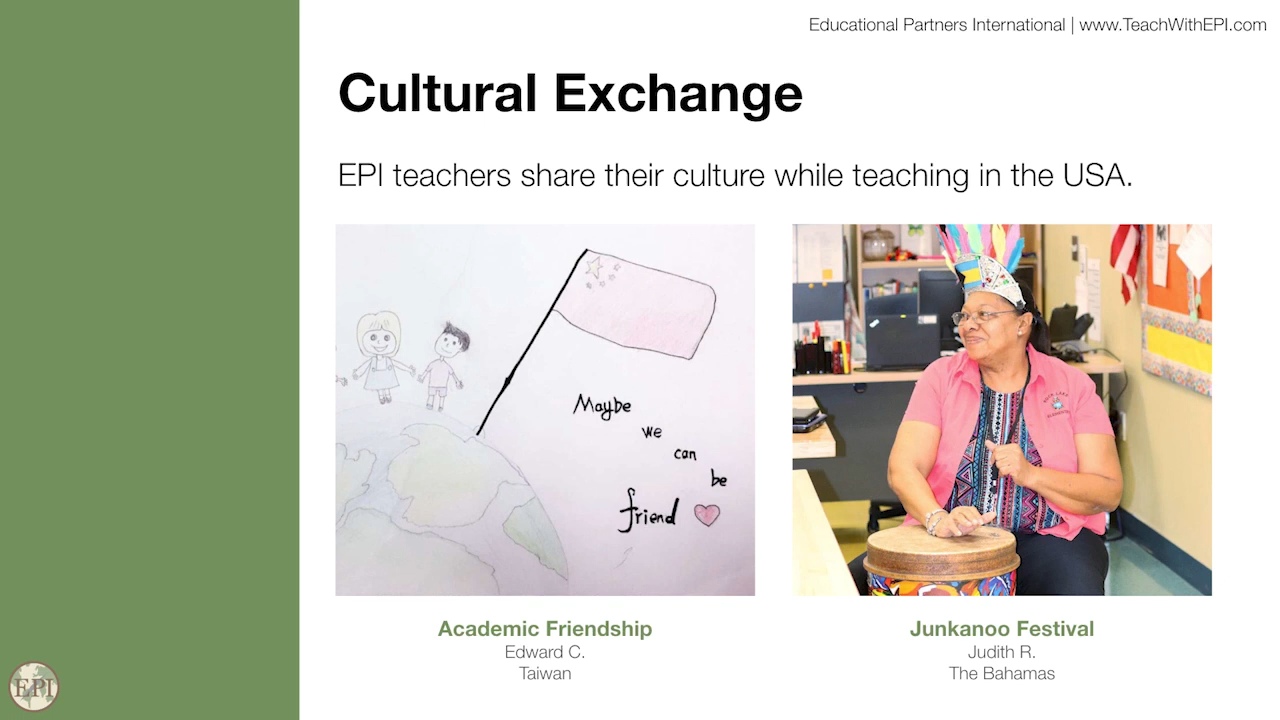 Educational Partners International | www.TeachWithEPI.com
Cultural Exchange
EPI teachers share their culture while teaching in the USA.
Maybe
we
can
be
friend
Academic Friendship
Edward C.
Taiwan
Junkanoo Festival
Judith R.
The Bahamas
EPI